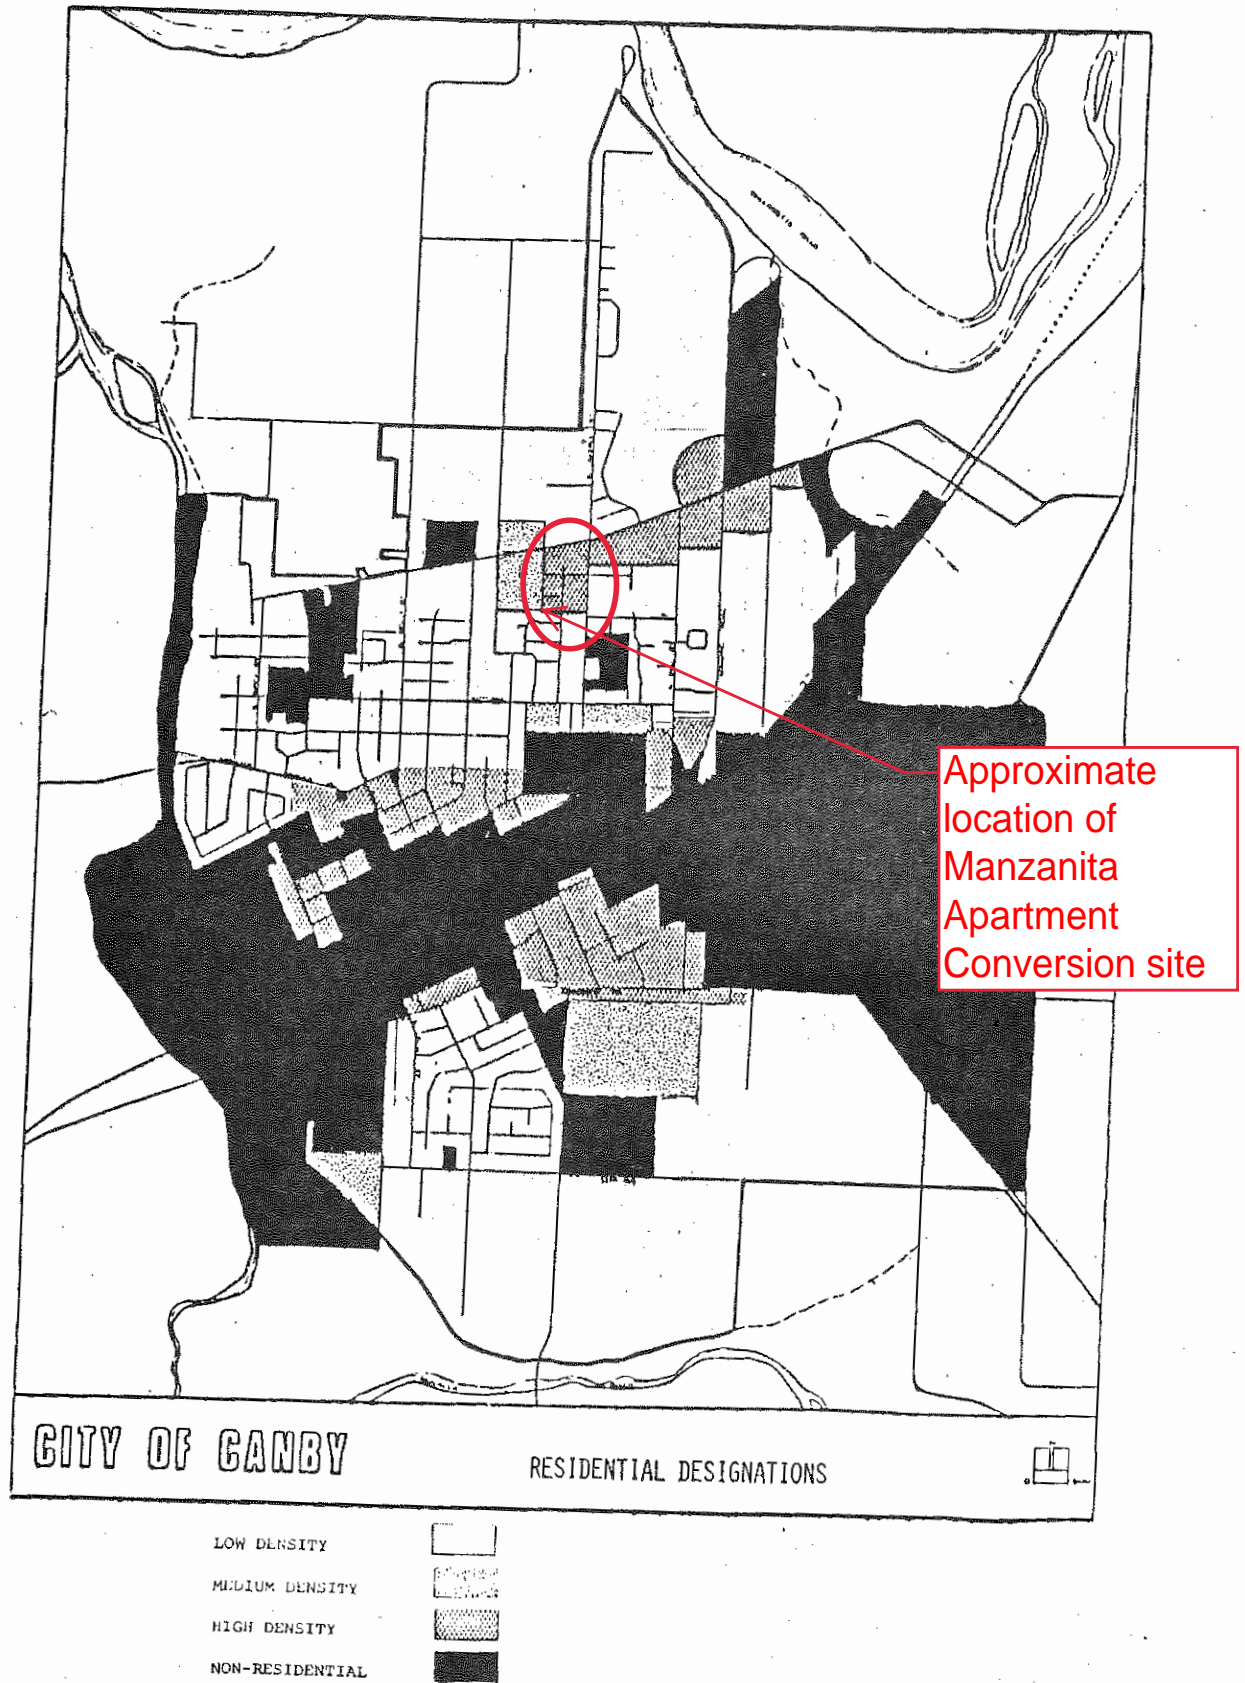 Approximate
location of
Manzanita
Apartment
Conversion site
CITY OF CANBY
RESIDENTIAL DESIGNATIONS
LOW DENSITY
MEDIUM DENSITY
HIGH DENSITY
NON-RESIDENTIAL